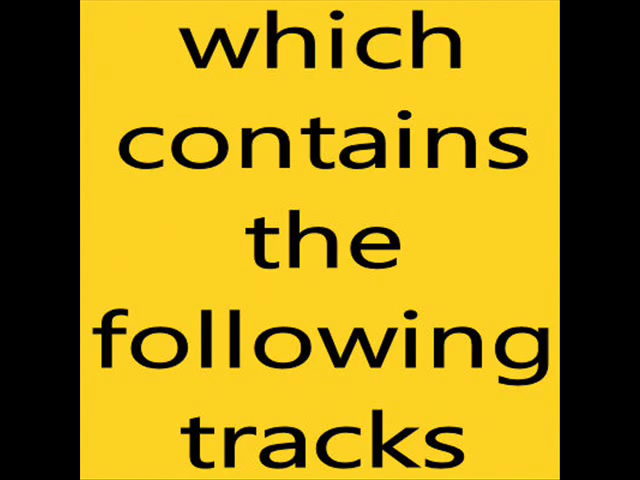 which
contains
the
following
tracks